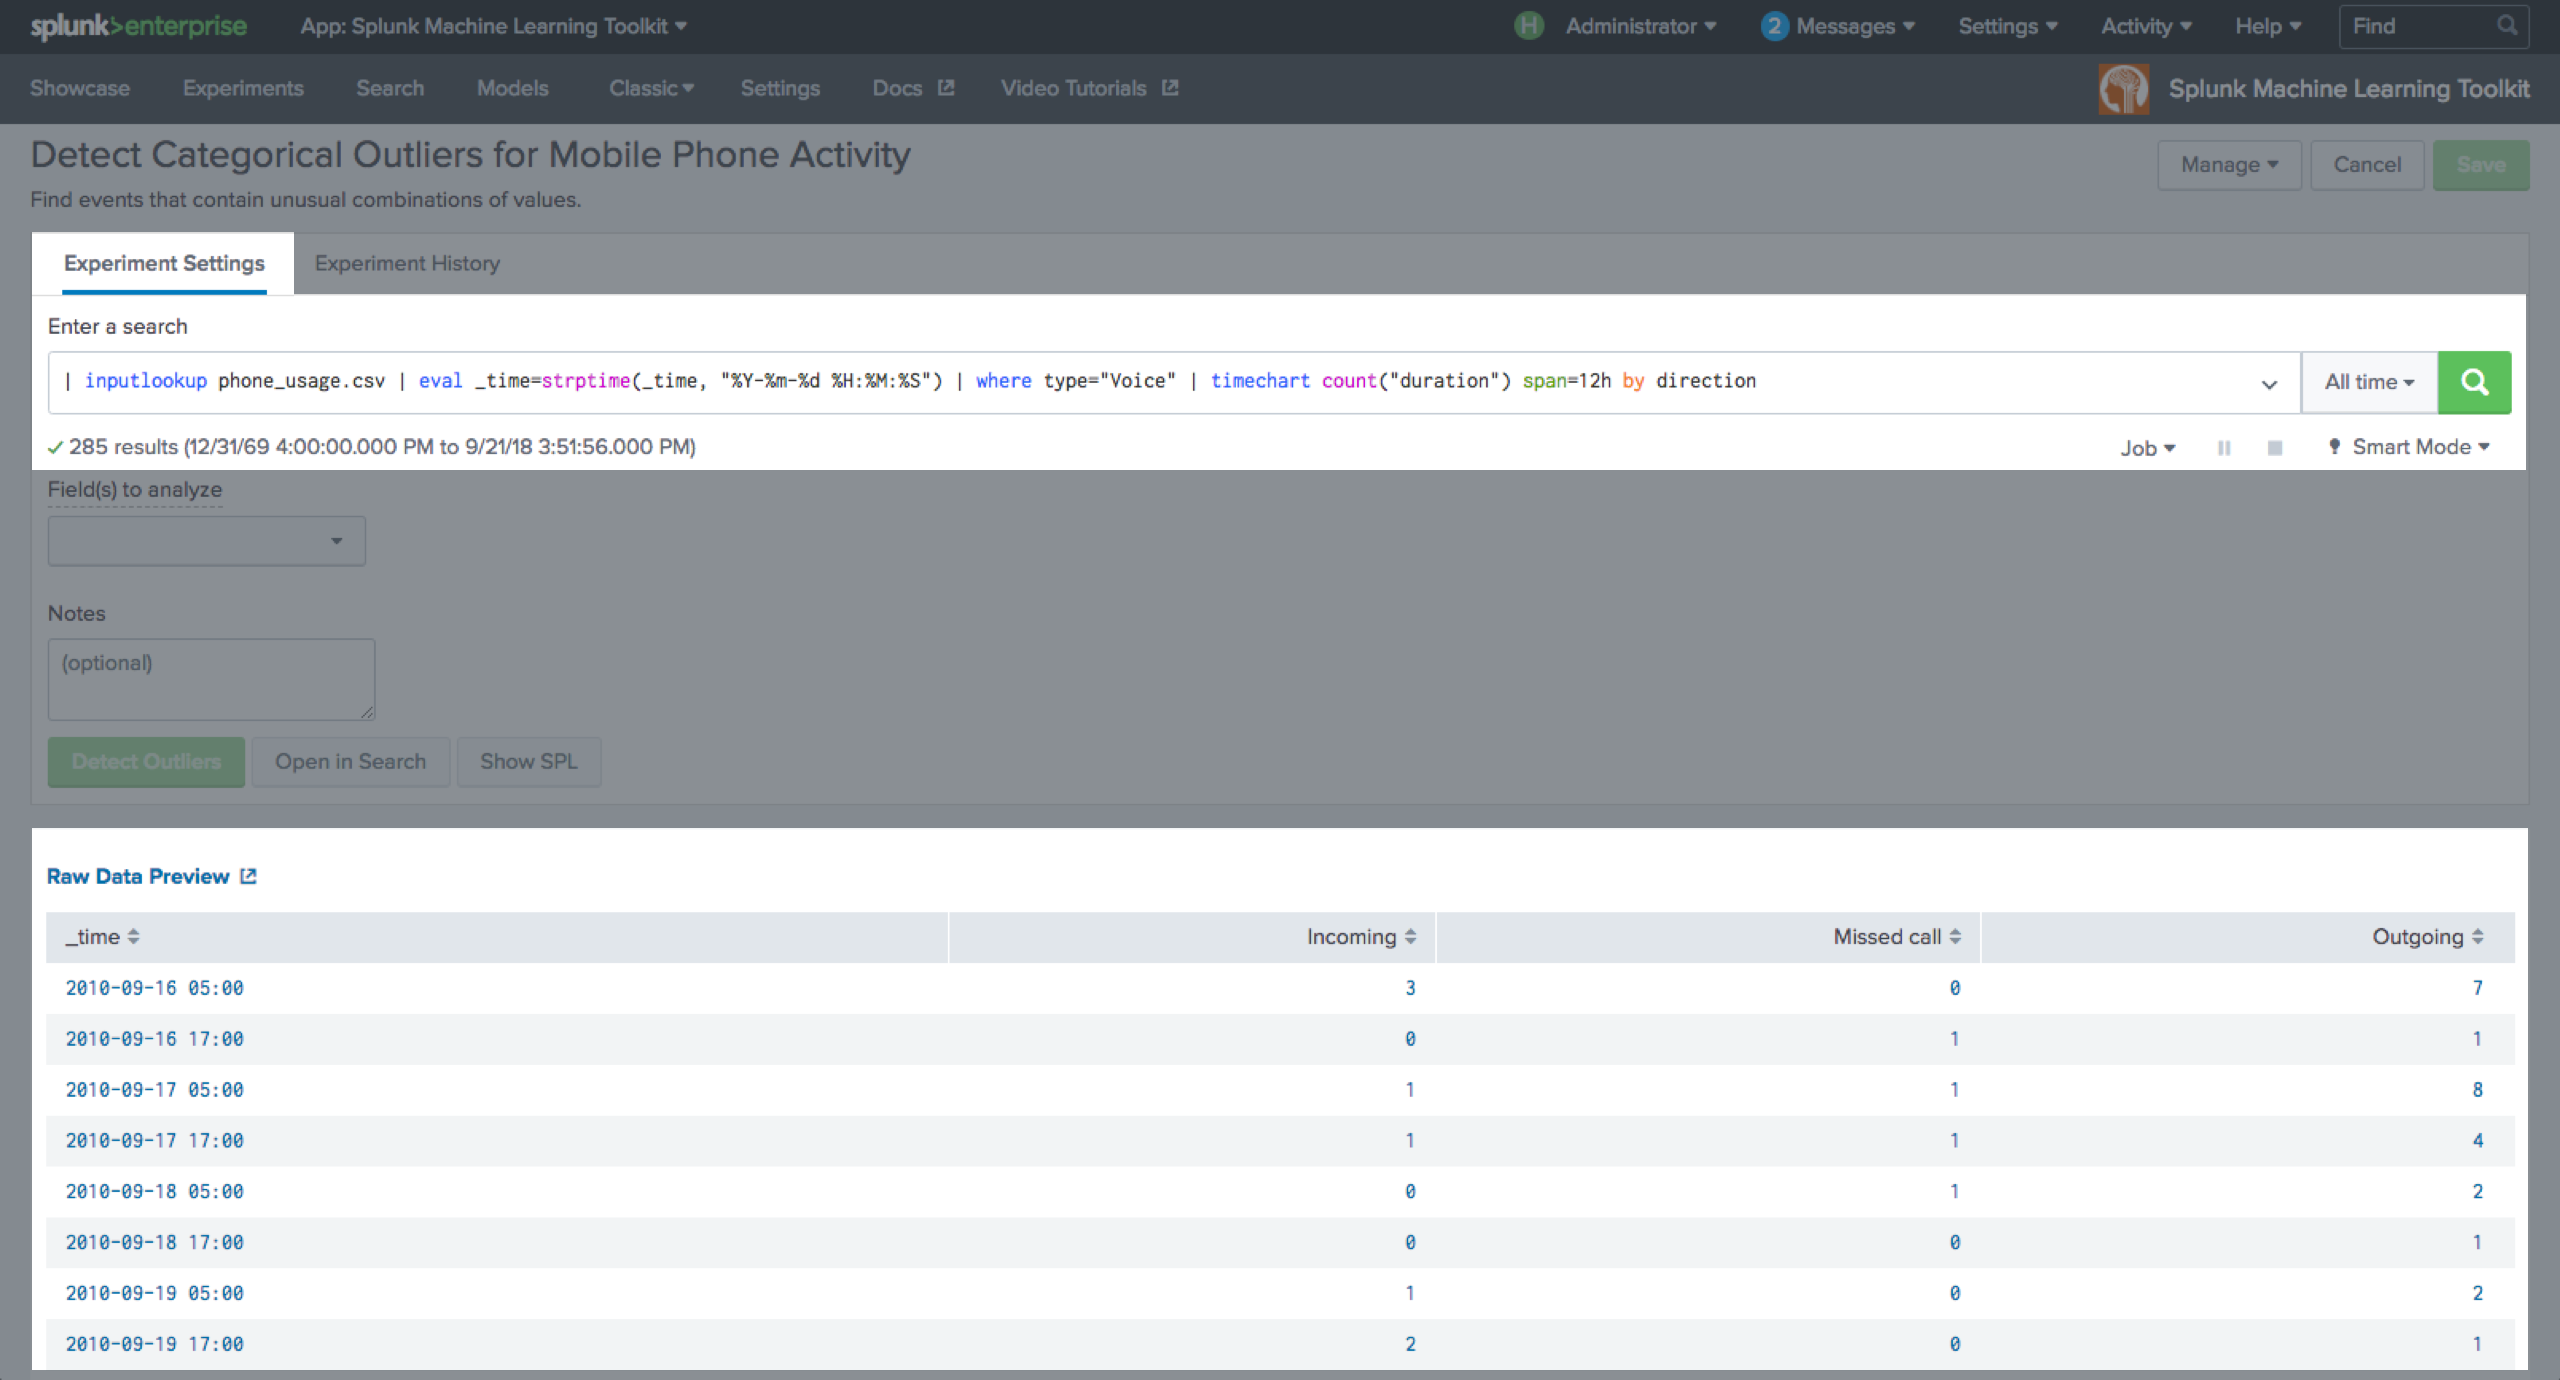 splunk>enterprise App: Splunk Machine Learning Toolkit H Administrator 2 Messages Settings Activity Help Find
Showcase Experiments Search Models Classic Settings Docs Video Tutorials Splunk Machine Learning Toolkit
Detect Categorical Outliers for Mobile Phone Activity
Manage Cancel Save
Find events that contain unusual combinations of values.
Experiment Settings Experiment History
Enter a search
| inputlookup phone_usage.csv | eval _time=strptime(_time, "%Y-%m-%d %H:%M:%S") | where type="Voice" | timechart count("duration") span=12h by direction All time
285 results (12/31/69 4:00:00.000 PM to 9/21/18 3:51:56.000 PM) Job Smart Mode
Field(s) to analyze
Notes
(optional)
Detect Outliers Open in Search Show SPL
Raw Data Preview
_time Incoming Missed call Outgoing
2010-09-16 05:00 3 0 7
2010-09-16 17:00 0 1 1
2010-09-17 05:00 1 1 8
2010-09-17 17:00 1 1 4
2010-09-18 05:00 0 1 2
2010-09-18 17:00 0 0 1
2010-09-19 05:00 1 0 2
2010-09-19 17:00 2 0 1